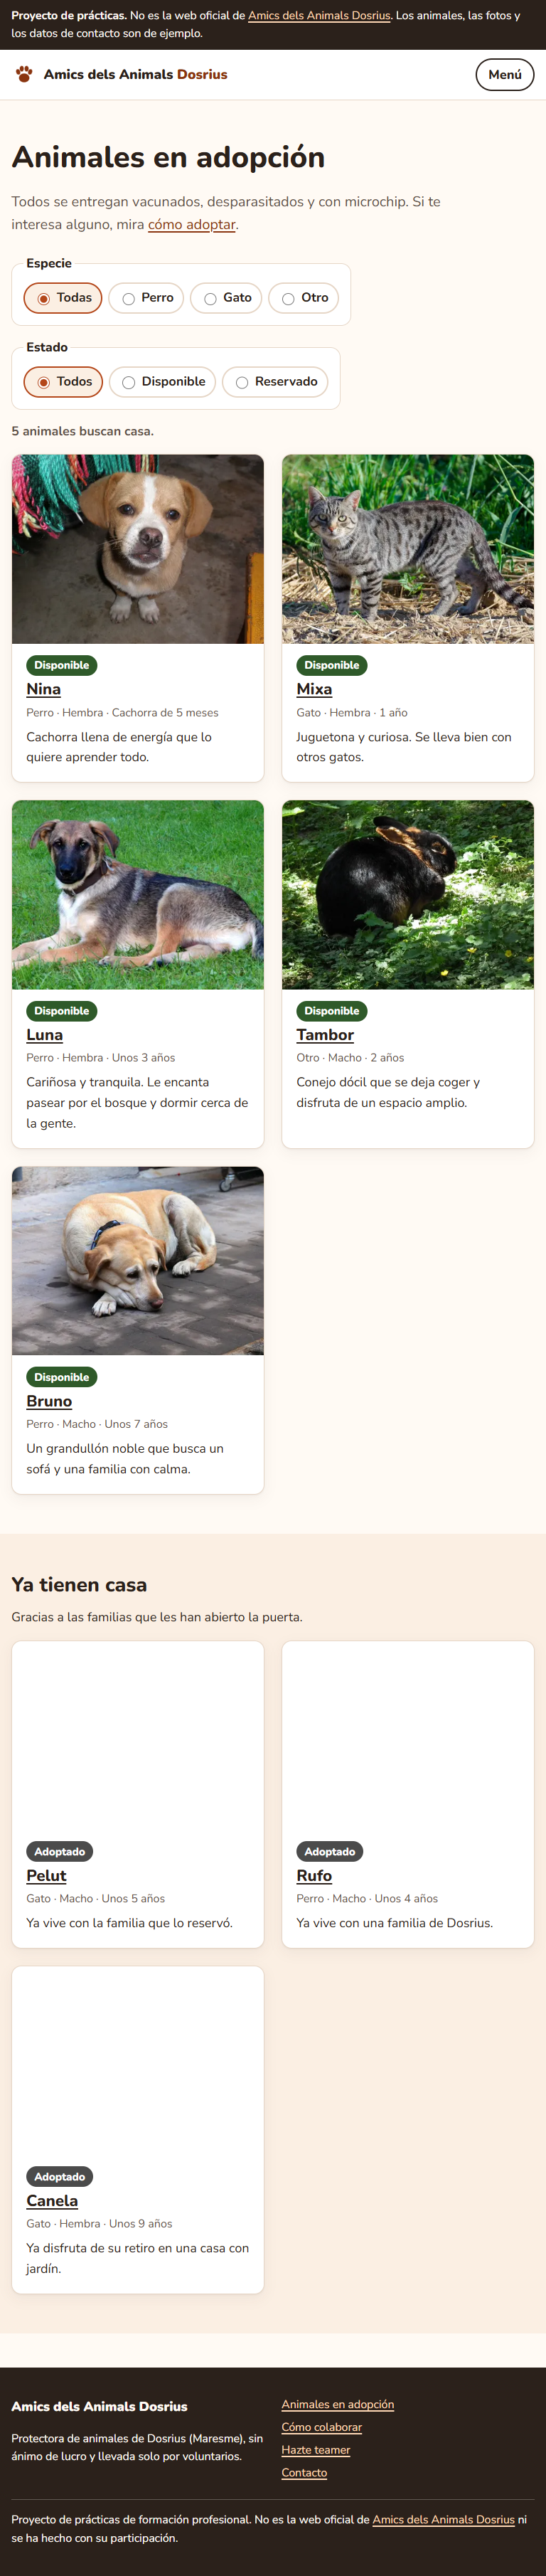 Proyecto de prácticas. No es la web oficial de Amics dels Animals Dosrius. Los animales, las fotos y
los datos de contacto son de ejemplo.
Amics dels Animals Dosrius
Menú
Animales en adopción
Todos se entregan vacunados, desparasitados y con microchip. Si te
interesa alguno, mira cómo adoptar.
Especie
Todas
Perro
Gato
Otro
Estado
Todos
Disponible
Reservado
5 animales buscan casa.
Disponible
Nina
Perro · Hembra · Cachorra de 5 meses
Cachorra llena de energía que lo
quiere aprender todo.
Disponible
Mixa
Gato · Hembra · 1 año
Juguetona y curiosa. Se lleva bien con
otros gatos.
Disponible
Luna
Perro · Hembra · Unos 3 años
Cariñosa y tranquila. Le encanta
pasear por el bosque y dormir cerca de
la gente.
Disponible
Tambor
Otro · Macho · 2 años
Conejo dócil que se deja coger y
disfruta de un espacio amplio.
Disponible
Bruno
Perro · Macho · Unos 7 años
Un grandullón noble que busca un
sofá y una familia con calma.
Ya tienen casa
Gracias a las familias que les han abierto la puerta.
Adoptado
Pelut
Gato · Macho · Unos 5 años
Ya vive con la familia que lo reservó.
Adoptado
Rufo
Perro · Macho · Unos 4 años
Ya vive con una familia de Dosrius.
Adoptado
Canela
Gato · Hembra · Unos 9 años
Ya disfruta de su retiro en una casa con
jardín.
Amics dels Animals Dosrius
Protectora de animales de Dosrius (Maresme), sin
ánimo de lucro y llevada solo por voluntarios.
Animales en adopción
Cómo colaborar
Hazte teamer
Contacto
Proyecto de prácticas de formación profesional. No es la web oficial de Amics dels Animals Dosrius ni
se ha hecho con su participación.